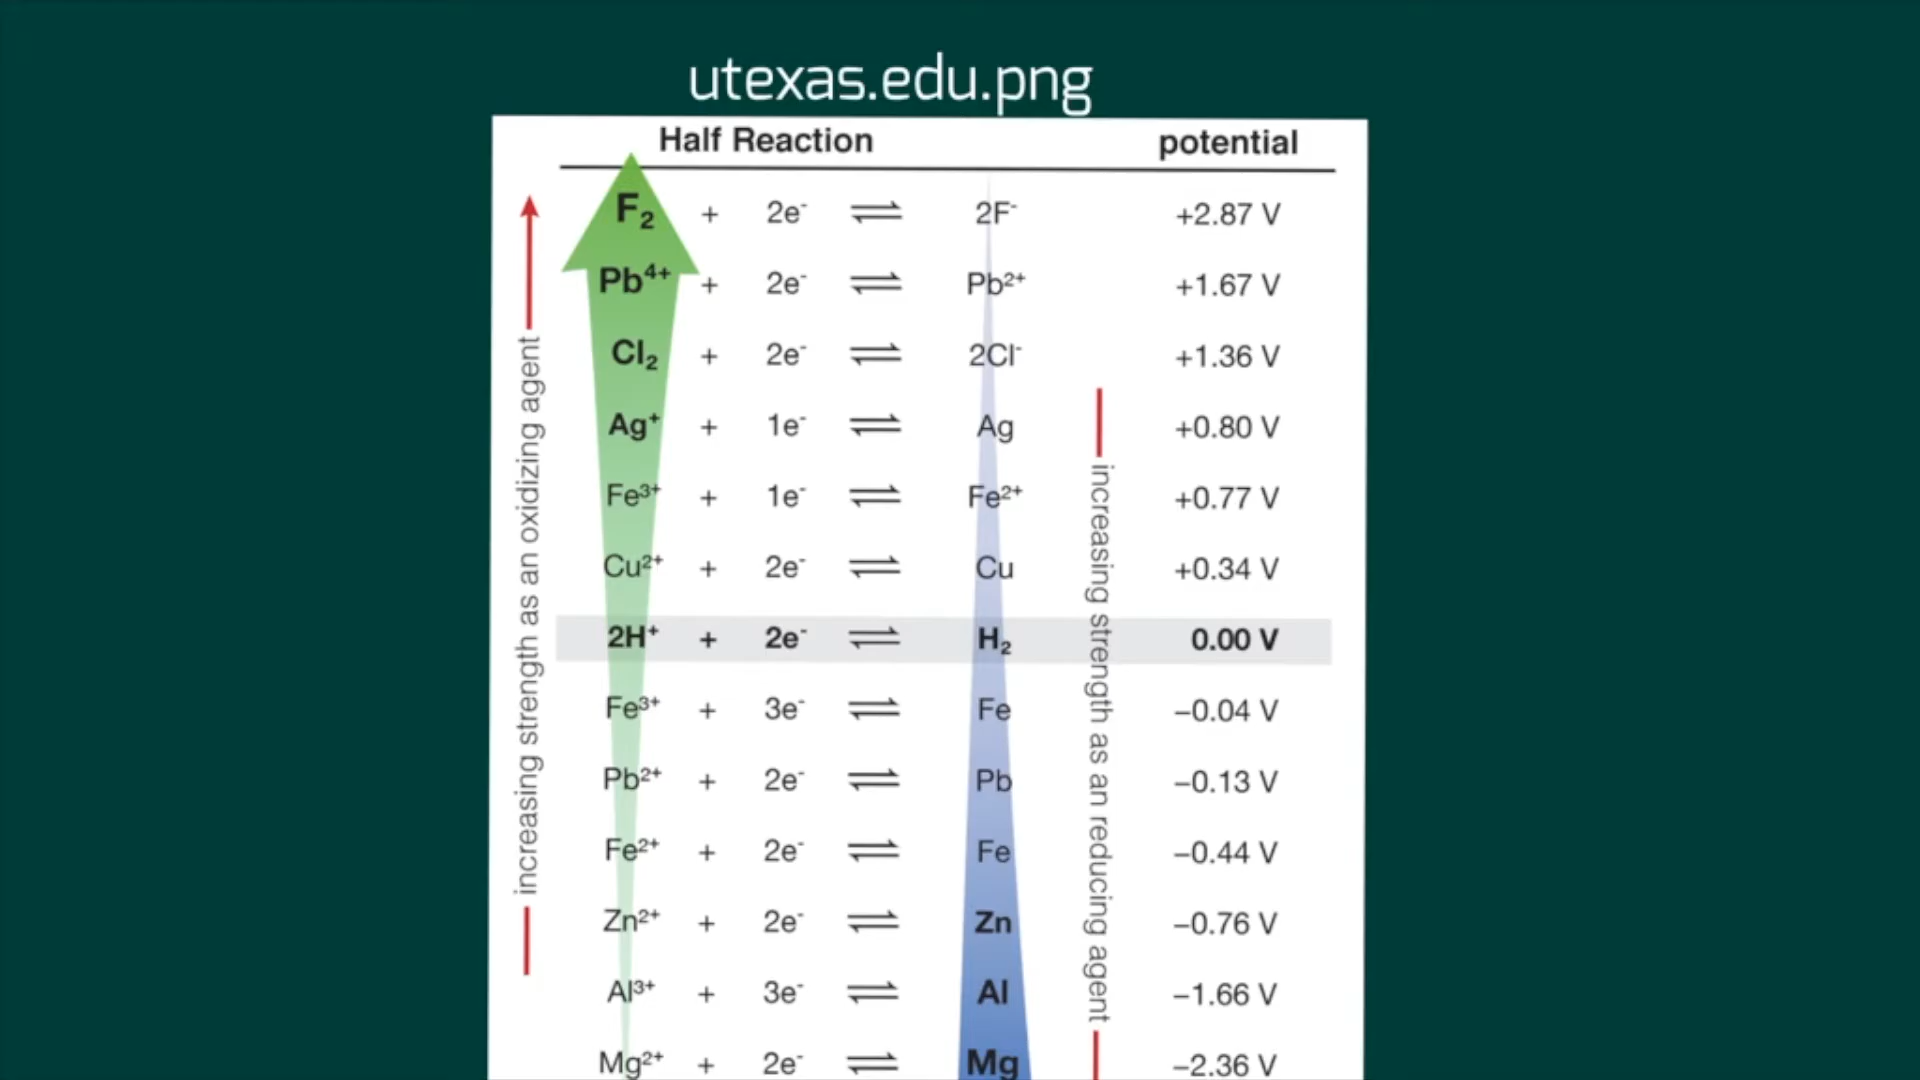 utexas.edu.png
Half Reaction potential
F₂ + 2e⁻ ⇌ 2F⁻ +2.87 V
Pb⁴⁺ + 2e⁻ ⇌ Pb²⁺ +1.67 V
Cl₂ + 2e⁻ ⇌ 2Cl⁻ +1.36 V
Ag⁺ + 1e⁻ ⇌ Ag +0.80 V
Fe³⁺ + 1e⁻ ⇌ Fe²⁺ +0.77 V
Cu²⁺ + 2e⁻ ⇌ Cu +0.34 V
2H⁺ + 2e⁻ ⇌ H₂ 0.00 V
Fe³⁺ + 3e⁻ ⇌ Fe −0.04 V
Pb²⁺ + 2e⁻ ⇌ Pb −0.13 V
Fe²⁺ + 2e⁻ ⇌ Fe −0.44 V
Zn²⁺ + 2e⁻ ⇌ Zn −0.76 V
Al³⁺ + 3e⁻ ⇌ Al −1.66 V
Mg²⁺ + 2e⁻ ⇌ Mg −2.36 V
increasing strength as an oxidizing agent
increasing strength as an reducing agent